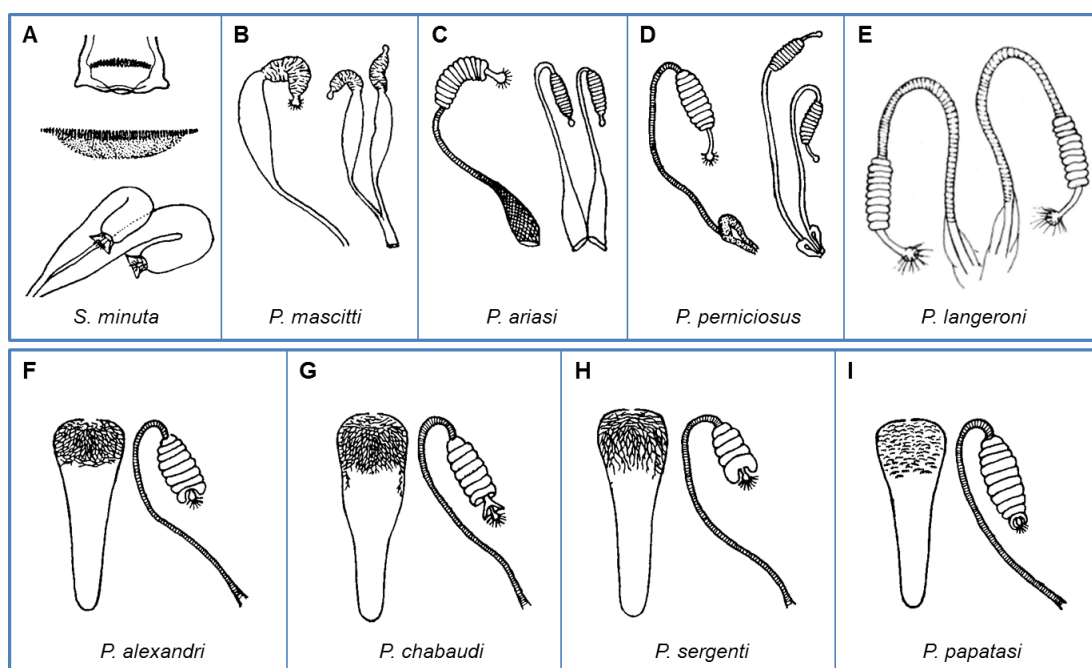 A
B
C
D
E
S. minuta
P. mascitti
P. ariasi
P. perniciosus
P. langeroni
F
G
H
I
P. alexandri
P. chabaudi
P. sergenti
P. papatasi